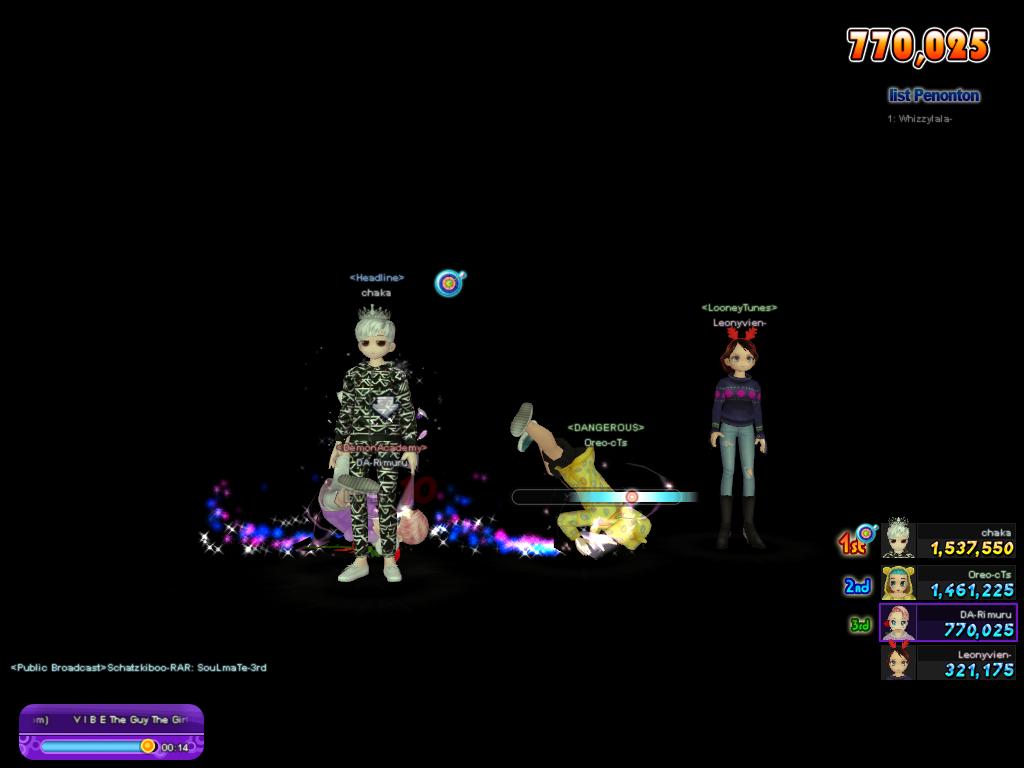 770,025
list Penonton
1: Whizzylala-
<Headline>
chaka
<LooneyTunes>
Leonyvien-
<DANGEROUS>
Oreo-cTs
<DemonAcademy>
DA-Rimuru
1st
chaka
1,537,550
2nd
Oreo-cTs
1,461,225
3rd
DA-Rimuru
770,025
Leonyvien-
321,175
<Public Broadcast>Schatzkiboo-RAR: SouLmaTe-3rd
m) V I B E The Guy The Girl
00:14